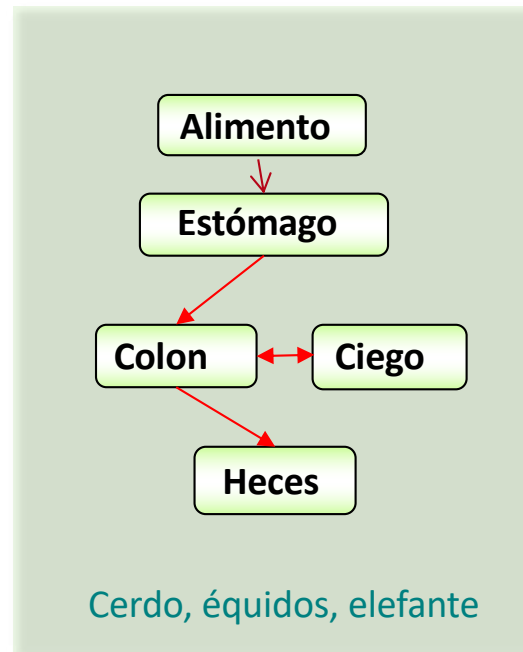 Alimento
Estómago
Colon
Ciego
Heces
Cerdo, équidos, elefante